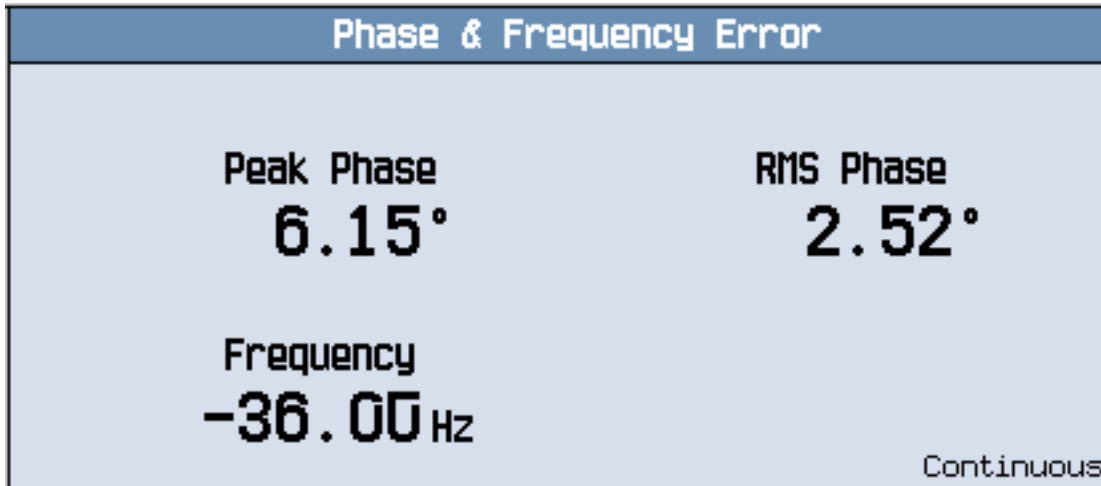 Phase & Frequency Error
Peak Phase
RMS Phase
6.15°
2.52°
Frequency
-36.00 Hz
Continuous